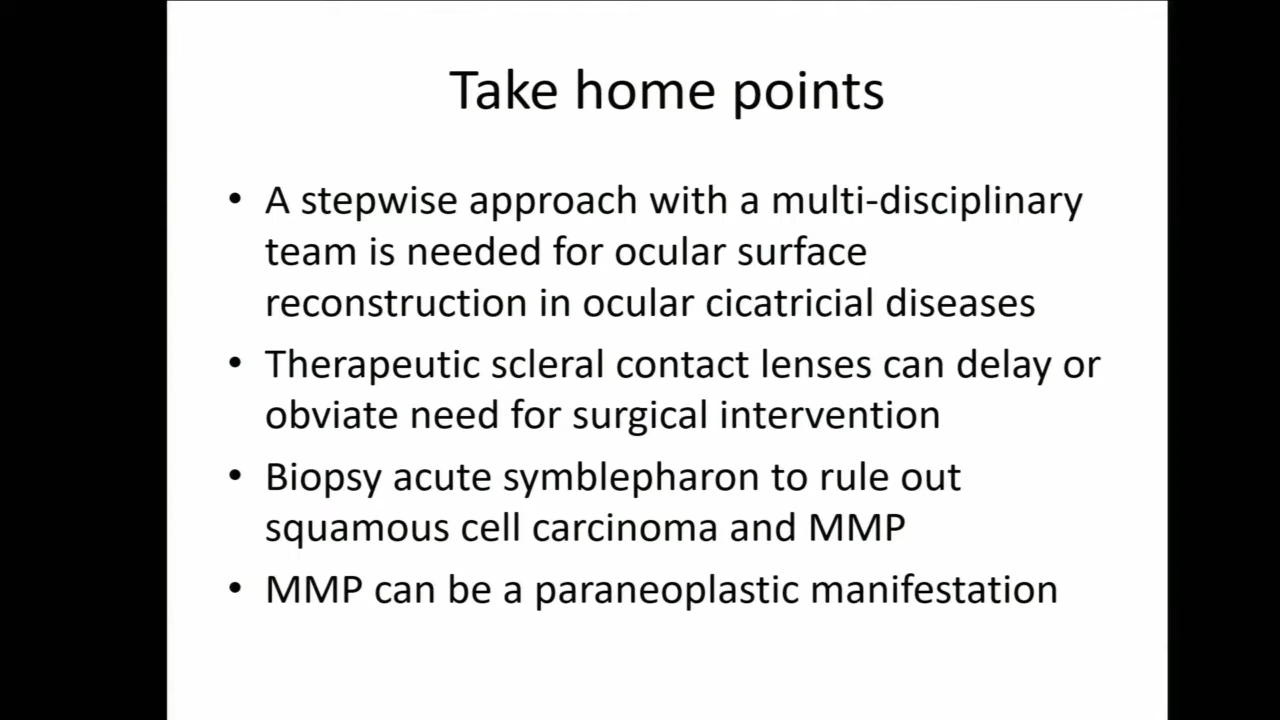 Take home points
• A stepwise approach with a multi-disciplinary
team is needed for ocular surface
reconstruction in ocular cicatricial diseases
• Therapeutic scleral contact lenses can delay or
obviate need for surgical intervention
• Biopsy acute symblepharon to rule out
squamous cell carcinoma and MMP
• MMP can be a paraneoplastic manifestation